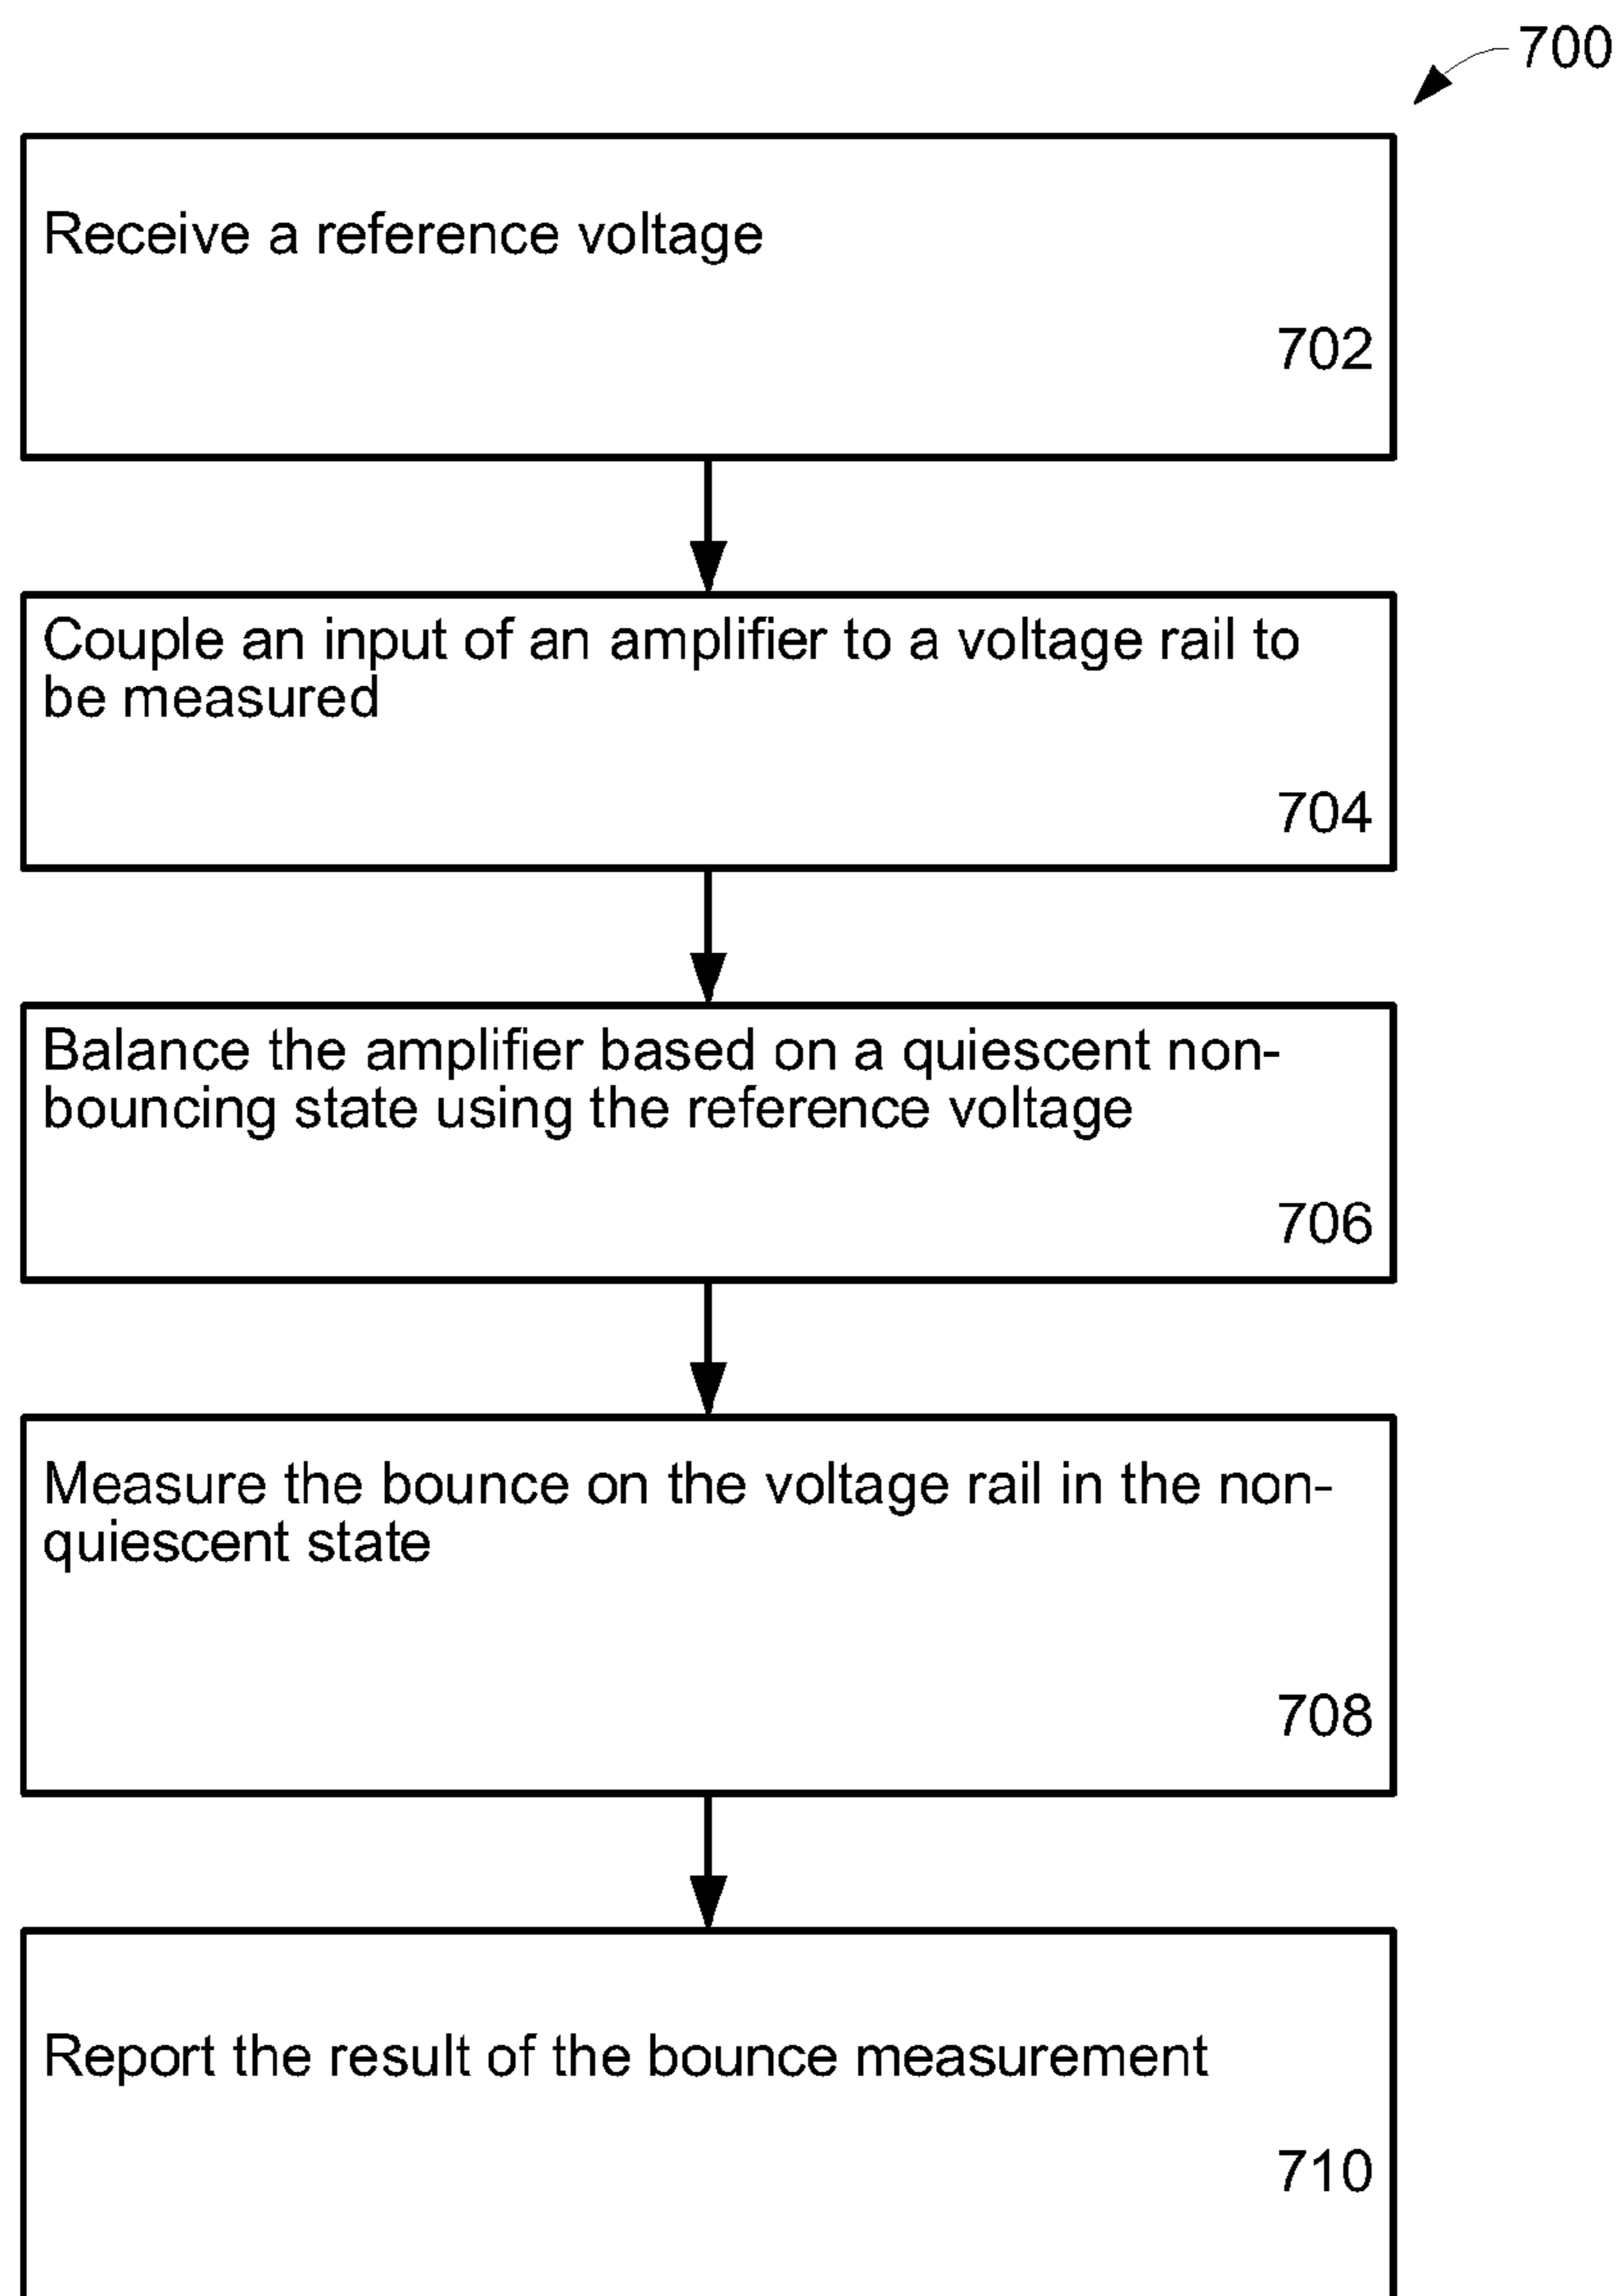 700
Receive a reference voltage
702
Couple an input of an amplifier to a voltage rail to
be measured
704
Balance the amplifier based on a quiescent non-
bouncing state using the reference voltage
706
Measure the bounce on the voltage rail in the non-
quiescent state
708
Report the result of the bounce measurement
710